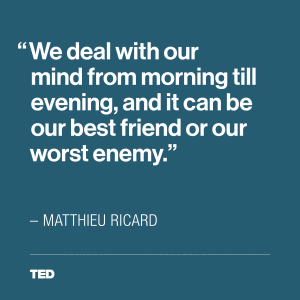 “We deal with our
mind from morning till
evening, and it can be
our best friend or our
worst enemy.”
– MATTHIEU RICARD
TED